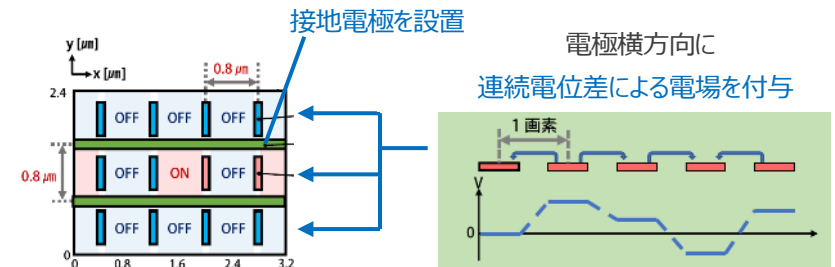 接地電極を設置
電極横方向に
連続電位差による電場を付与
y [μm]
x [μm]
0.8 μm
2.4
OFF OFF OFF
0.8 μm
OFF ON OFF
OFF OFF OFF
0
0 0.8 1.6 2.4 3.2
1 画素
V
0